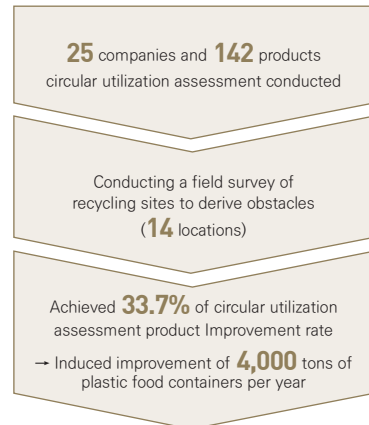 25 companies and 142 products
circular utilization assessment conducted
Conducting a field survey of
recycling sites to derive obstacles
(14 locations)
Achieved 33.7% of circular utilization
assessment product Improvement rate
→ Induced improvement of 4,000 tons of
plastic food containers per year